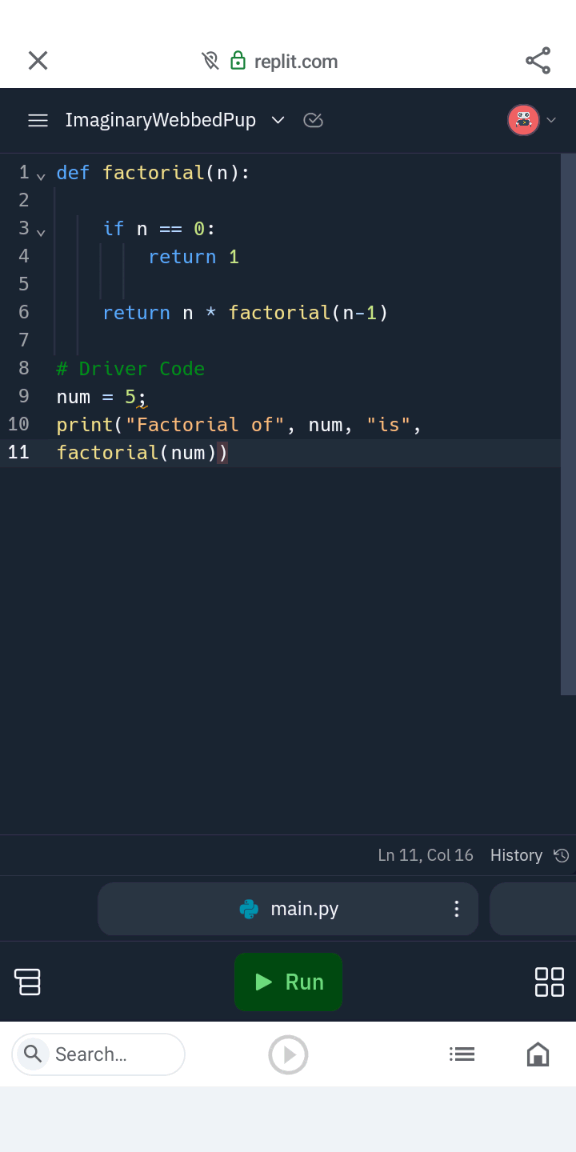 replit.com
ImaginaryWebbedPup
1 def factorial(n):
2
3     if n == 0:
4         return 1
5
6     return n * factorial(n-1)
7
8 # Driver Code
9 num = 5;
10 print("Factorial of", num, "is",
11 factorial(num))
Ln 11, Col 16 History
main.py
Run
Search...